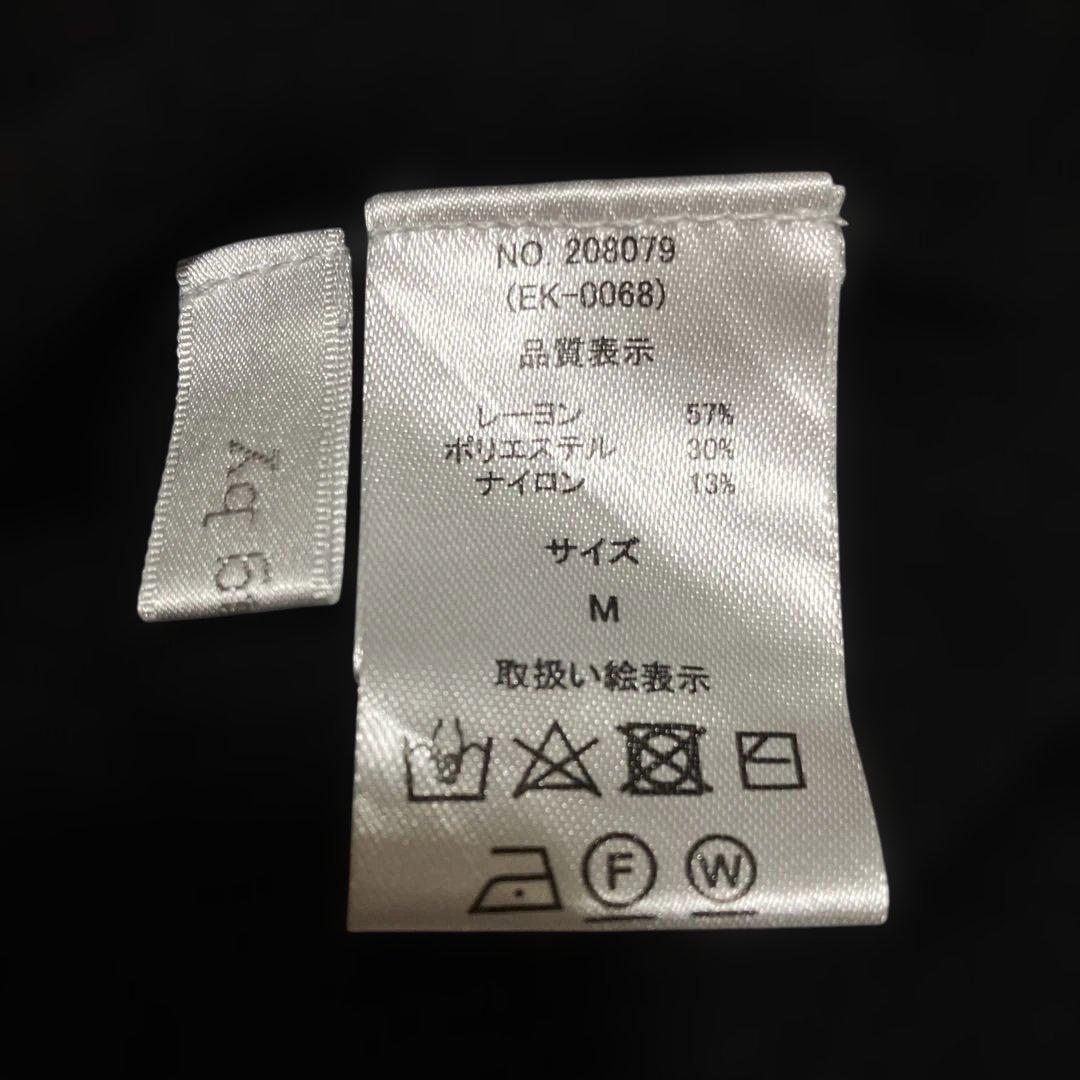 g by
NO. 208079
(EK-0068)
品質表示
レーヨン 57%
ポリエステル 30%
ナイロン 13%
サイズ
M
取扱い絵表示
F W